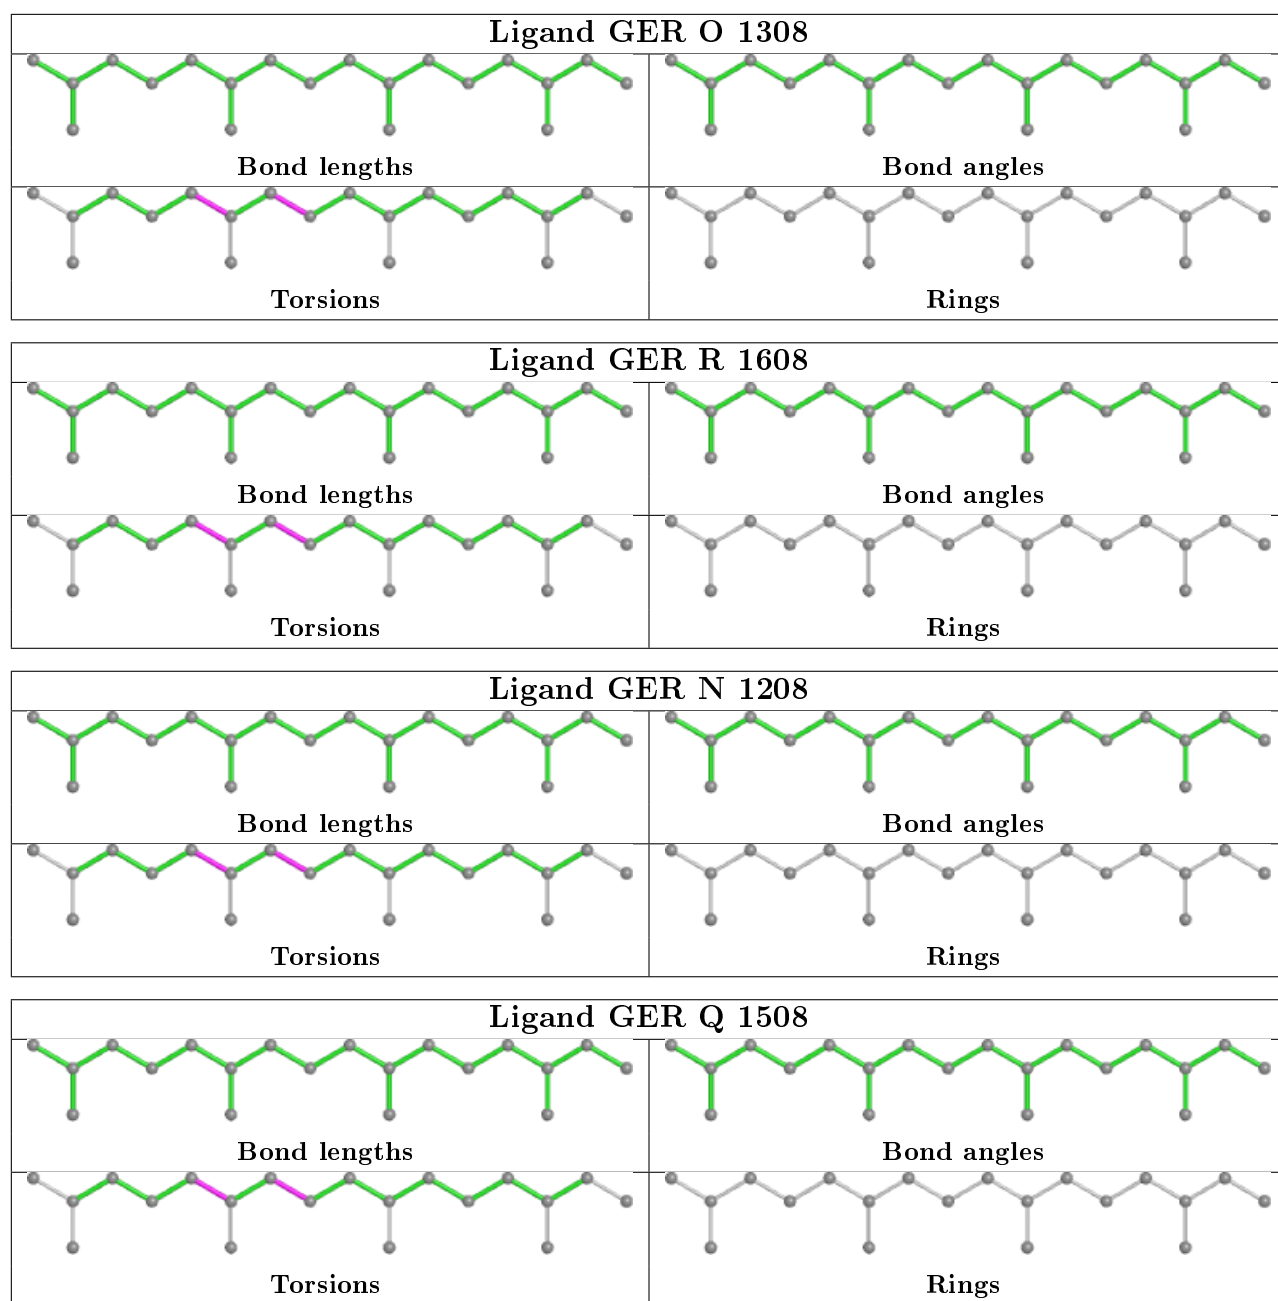 Ligand GER O 1308
Bond lengths
Bond angles
Torsions
Rings
Ligand GER R 1608
Bond lengths
Bond angles
Torsions
Rings
Ligand GER N 1208
Bond lengths
Bond angles
Torsions
Rings
Ligand GER Q 1508
Bond lengths
Bond angles
Torsions
Rings